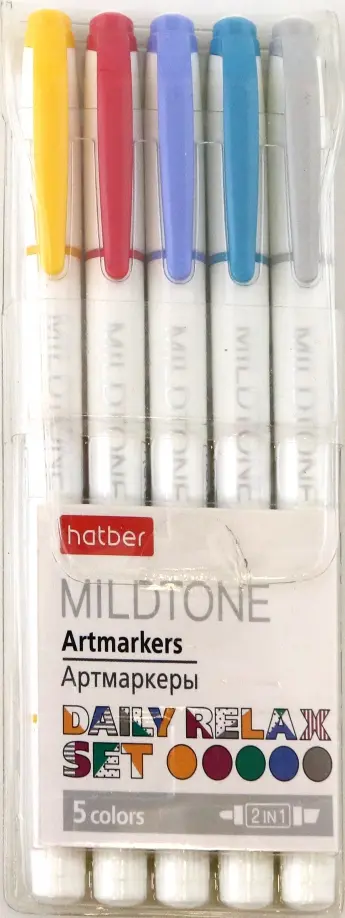 MILDTONE
MILDTONE
MILDTONE
MILDTONE
MILDTONE
hatber
MILDTONE
Artmarkers
Артмаркеры
DAILY RELAX
SET
5 colors
2 IN 1